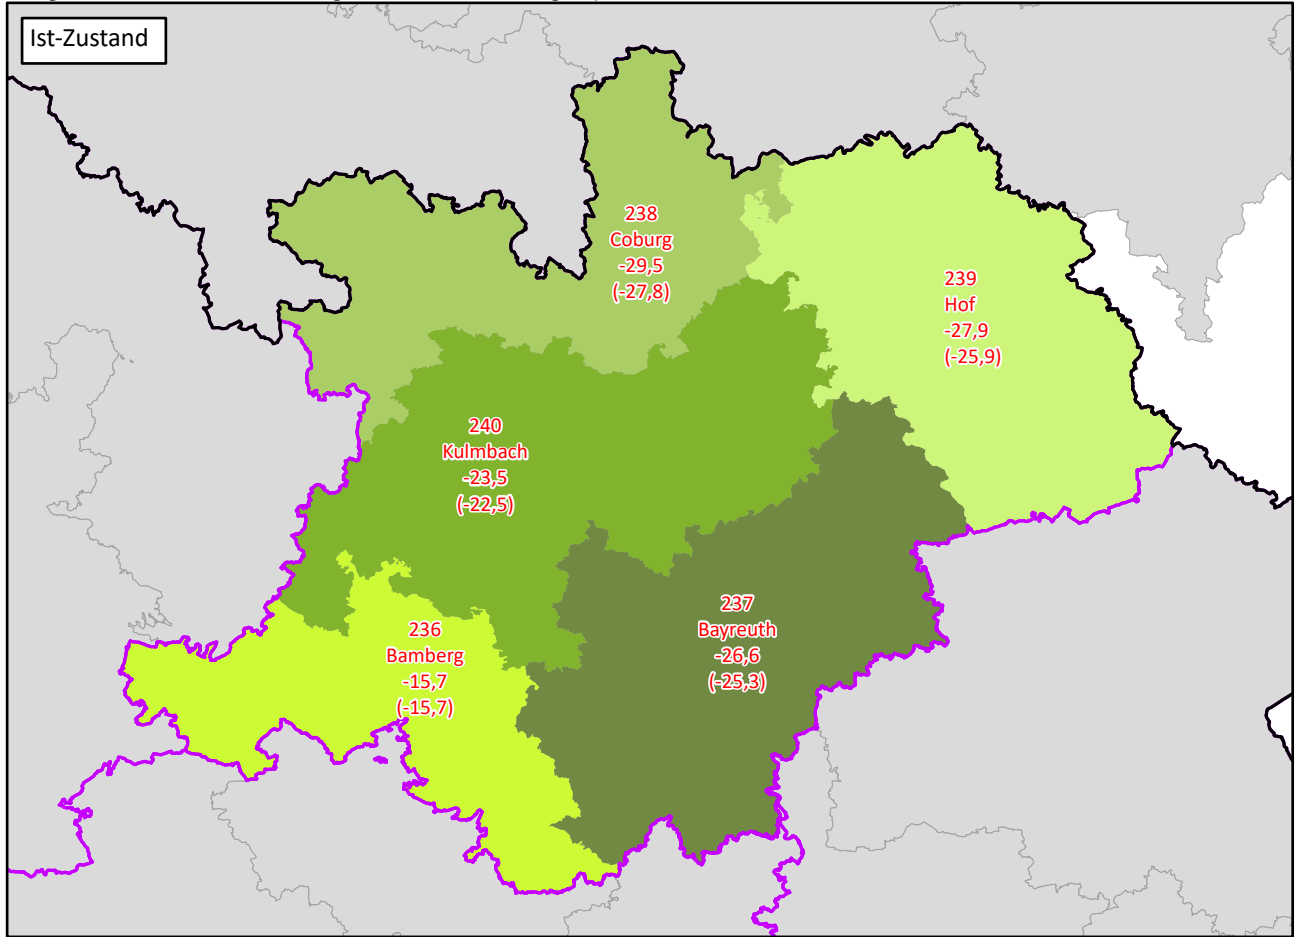 Ist-Zustand
238
Coburg
-29,5
(-27,8)
239
Hof
-27,9
(-25,9)
240
Kulmbach
-23,5
(-22,5)
237
Bayreuth
-26,6
(-25,3)
236
Bamberg
-15,7
(-15,7)